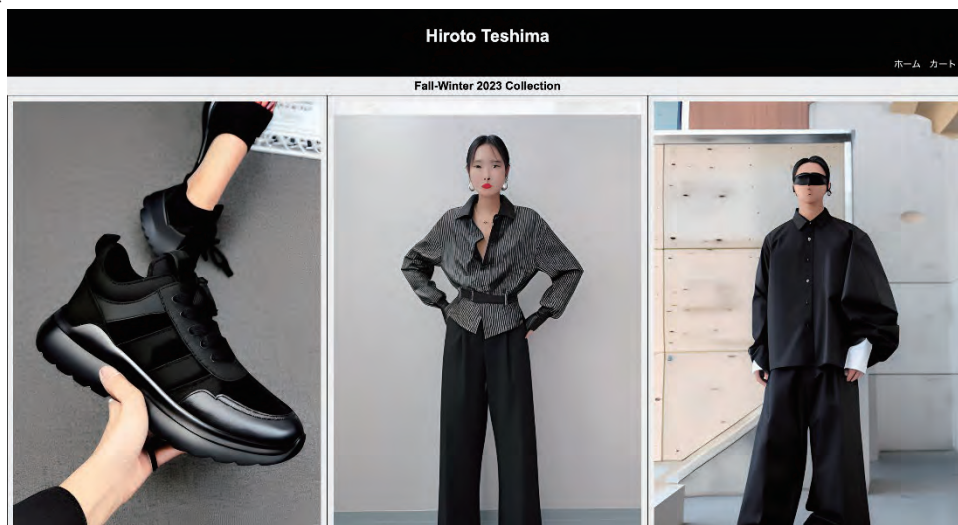 Hiroto Teshima
ホーム カート
Fall-Winter 2023 Collection